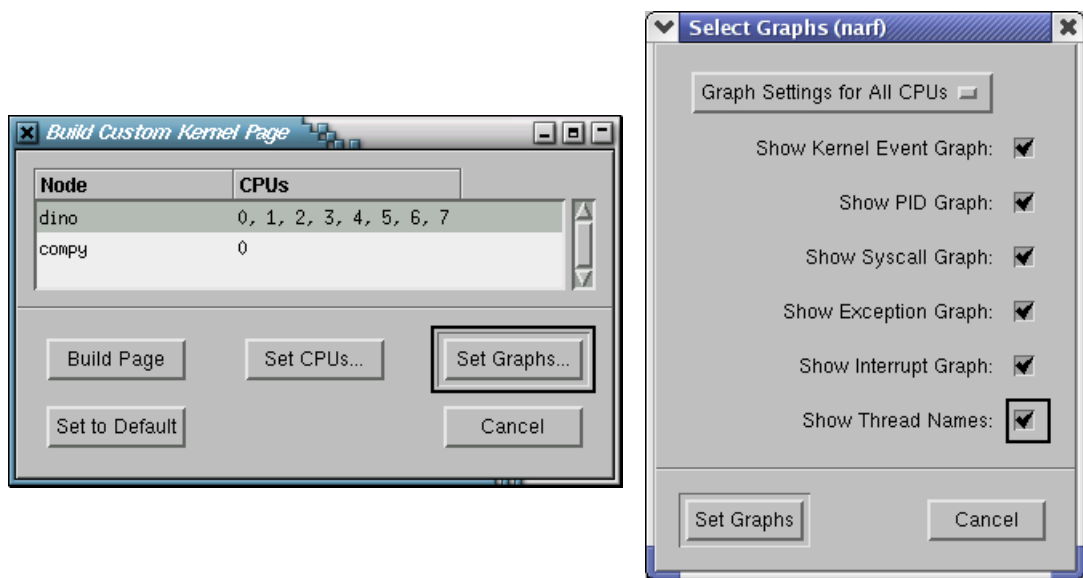 Build Custom Kernel Page
Node CPUs
dino 0, 1, 2, 3, 4, 5, 6, 7
compy 0
Build Page Set CPUs... Set Graphs...
Set to Default Cancel
Select Graphs (narf)
Graph Settings for All CPUs
Show Kernel Event Graph:
Show PID Graph:
Show Syscall Graph:
Show Exception Graph:
Show Interrupt Graph:
Show Thread Names:
Set Graphs Cancel